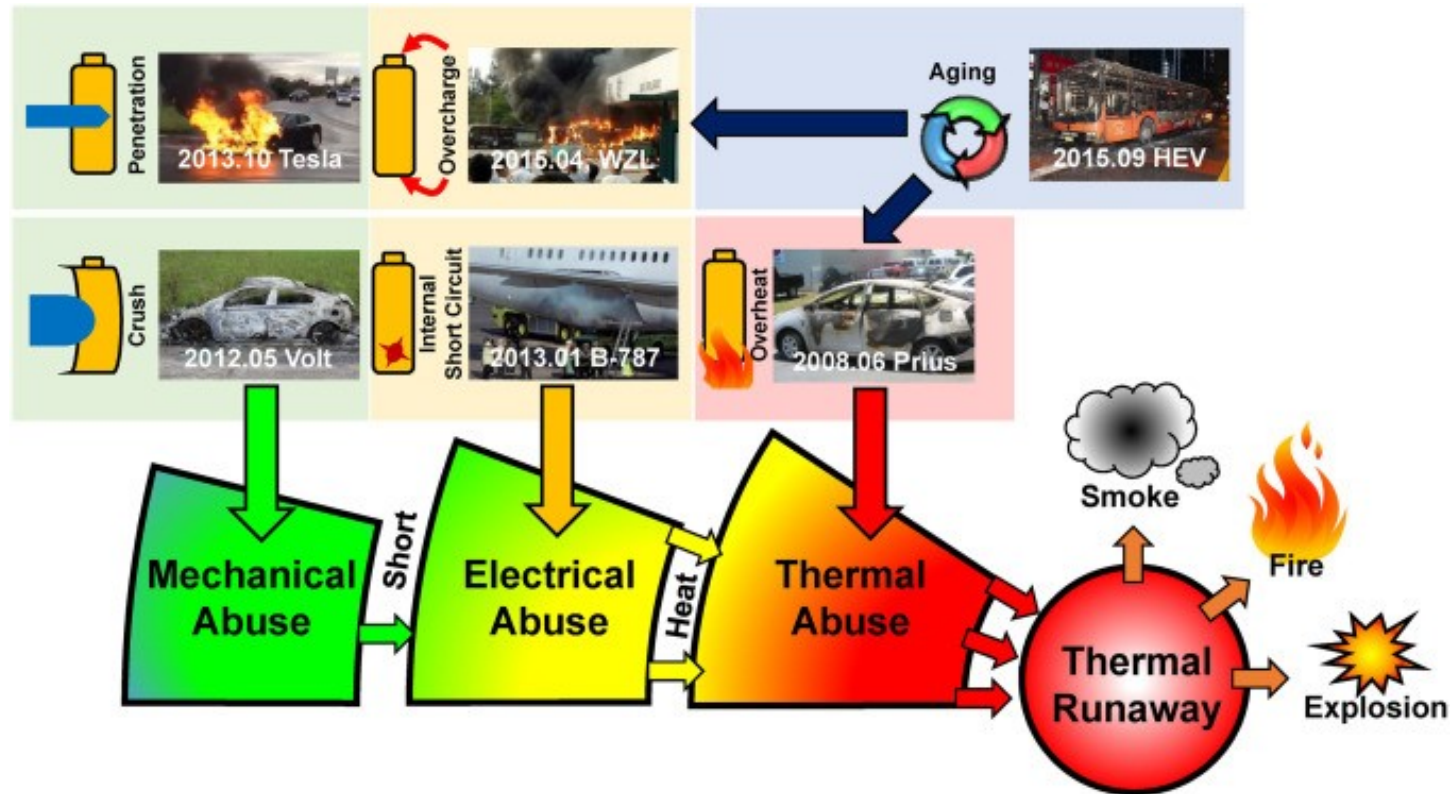 Penetration
2013.10 Tesla
Overcharge
2015.04, WZL
Aging
2015.09 HEV
Crush
2012.05 Volt
Internal
Short Circuit
2013.01 B-787
Overheat
2008.06 Prius
Mechanical
Abuse
Short
Electrical
Abuse
Heat
Thermal
Abuse
Thermal
Runaway
Smoke
Fire
Explosion